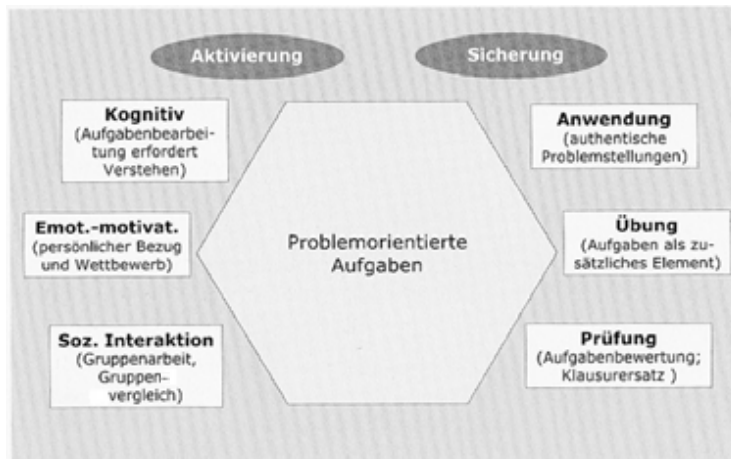 Aktivierung
Sicherung
Kognitiv
(Aufgabenbearbei-
tung erfordert
Verstehen)
Emot.-motivat.
(persönlicher Bezug
und Wettbewerb)
Soz. Interaktion
(Gruppenarbeit,
Gruppen-
vergleich)
Problemorientierte
Aufgaben
Anwendung
(authentische
Problemstellungen)
Übung
(Aufgaben als zu-
sätzliches Element)
Prüfung
(Aufgabenbewertung;
Klausurersatz )